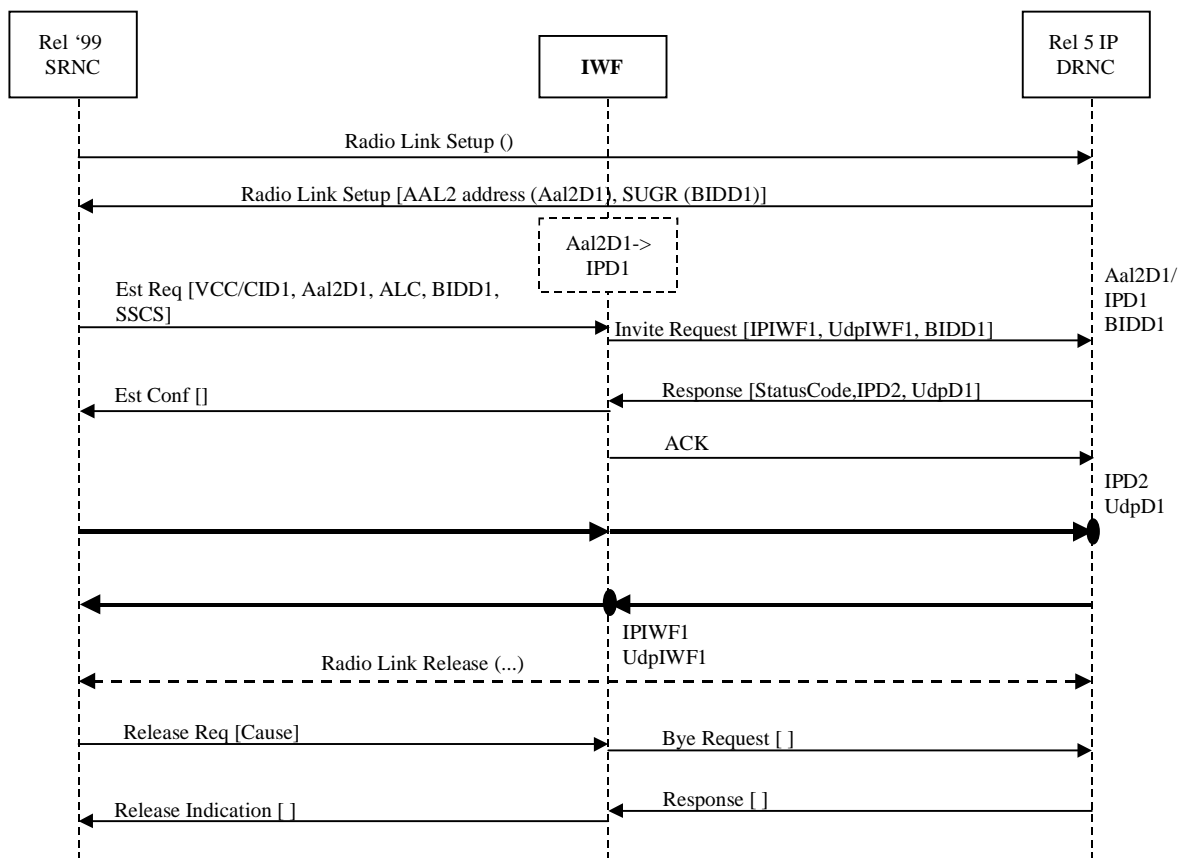 Rel ‘99
SRNC
IWF
Rel 5 IP
DRNC
Radio Link Setup ()
Radio Link Setup [AAL2 address (Aal2D1), SUGR (BIDD1)]
Aal2D1->
IPD1
Est Req [VCC/CID1, Aal2D1, ALC, BIDD1,
SSCS]
Aal2D1/
IPD1
BIDD1
Invite Request [IPIWF1, UdpIWF1, BIDD1]
Est Conf []
Response [StatusCode,IPD2, UdpD1]
ACK
IPD2
UdpD1
IPIWF1
UdpIWF1
Radio Link Release (...)
Release Req [Cause]
Bye Request [ ]
Response [ ]
Release Indication [ ]